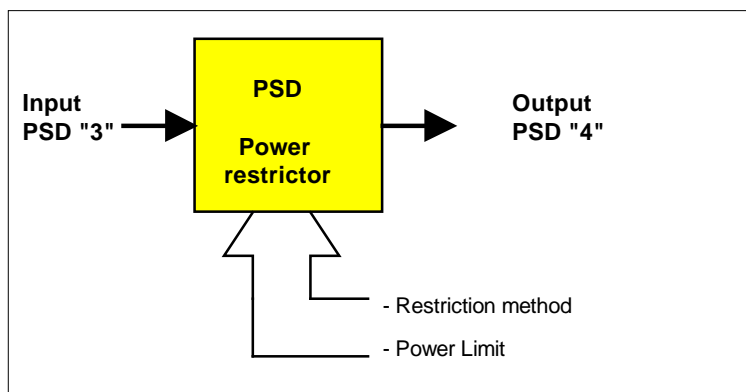 PSD
Input
PSD "3"
Power
restrictor
Output
PSD "4"
- Restriction method
- Power Limit